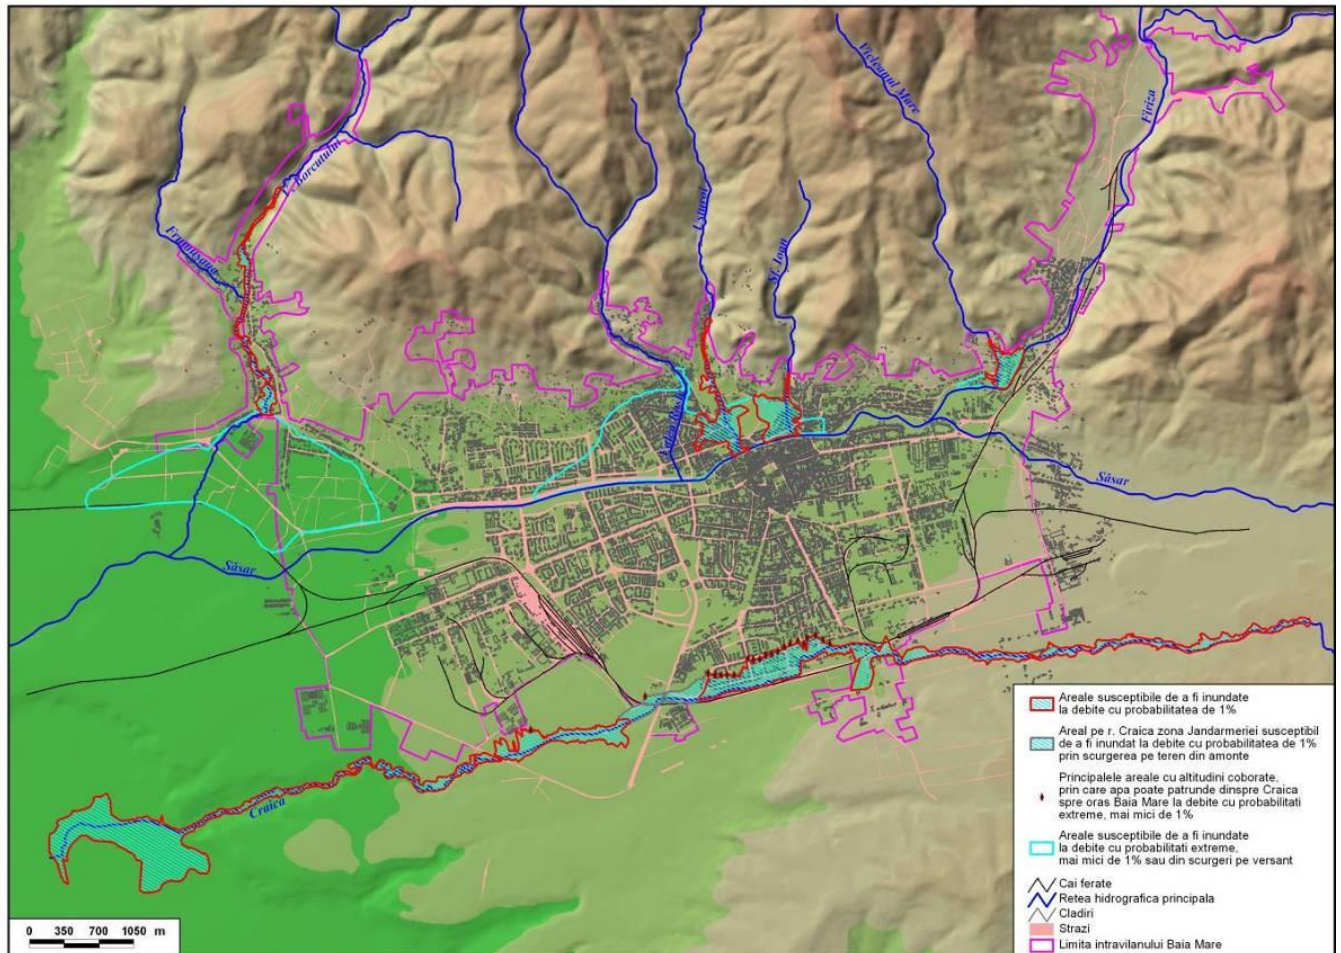 Vicleanul Mare
Firiza
V. Borcutului
Usturoi
Sf. Ioan
Frumușaua
Săsar
Săsar
Craica
Areale susceptibile de a fi inundate
la debite cu probabilitatea de 1%
Areal pe r. Craica zona Jandarmeriei susceptibil
de a fi inundat la debite cu probabilitatea de 1%
prin scurgerea pe teren din amonte
Principalele areale cu altitudini coborate,
prin care apa poate patrunde dinspre Craica
spre oras Baia Mare la debite cu probabilitati
extreme, mai mici de 1%
Areale susceptibile de a fi inundate
la debite cu probabilitati extreme,
mai mici de 1% sau din scurgeri pe versant
Cai ferate
Retea hidrografica principala
Cladiri
Strazi
Limita intravilanului Baia Mare
0 350 700 1050 m